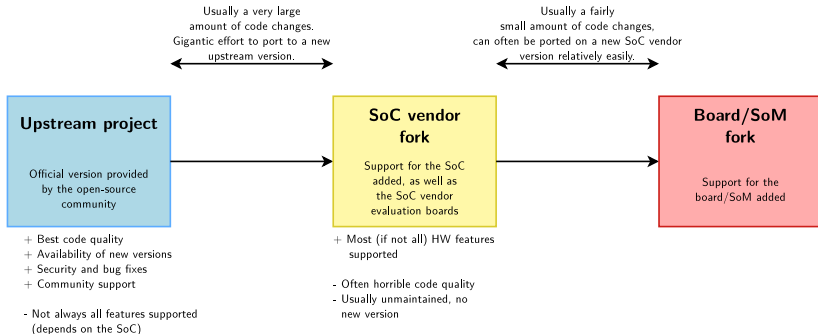 Usually a very large
amount of code changes.
Gigantic effort to port to a new
upstream version.
Usually a fairly
small amount of code changes,
can often be ported on a new SoC vendor
version relatively easily.
Upstream project
Official version provided
by the open-source
community
SoC vendor
fork
Support for the SoC
added, as well as
the SoC vendor
evaluation boards
Board/SoM
fork
Support for the
board/SoM added
+ Best code quality
+ Availability of new versions
+ Security and bug fixes
+ Community support
- Not always all features supported
(depends on the SoC)
+ Most (if not all) HW features
supported
- Often horrible code quality
- Usually unmaintained, no
new version